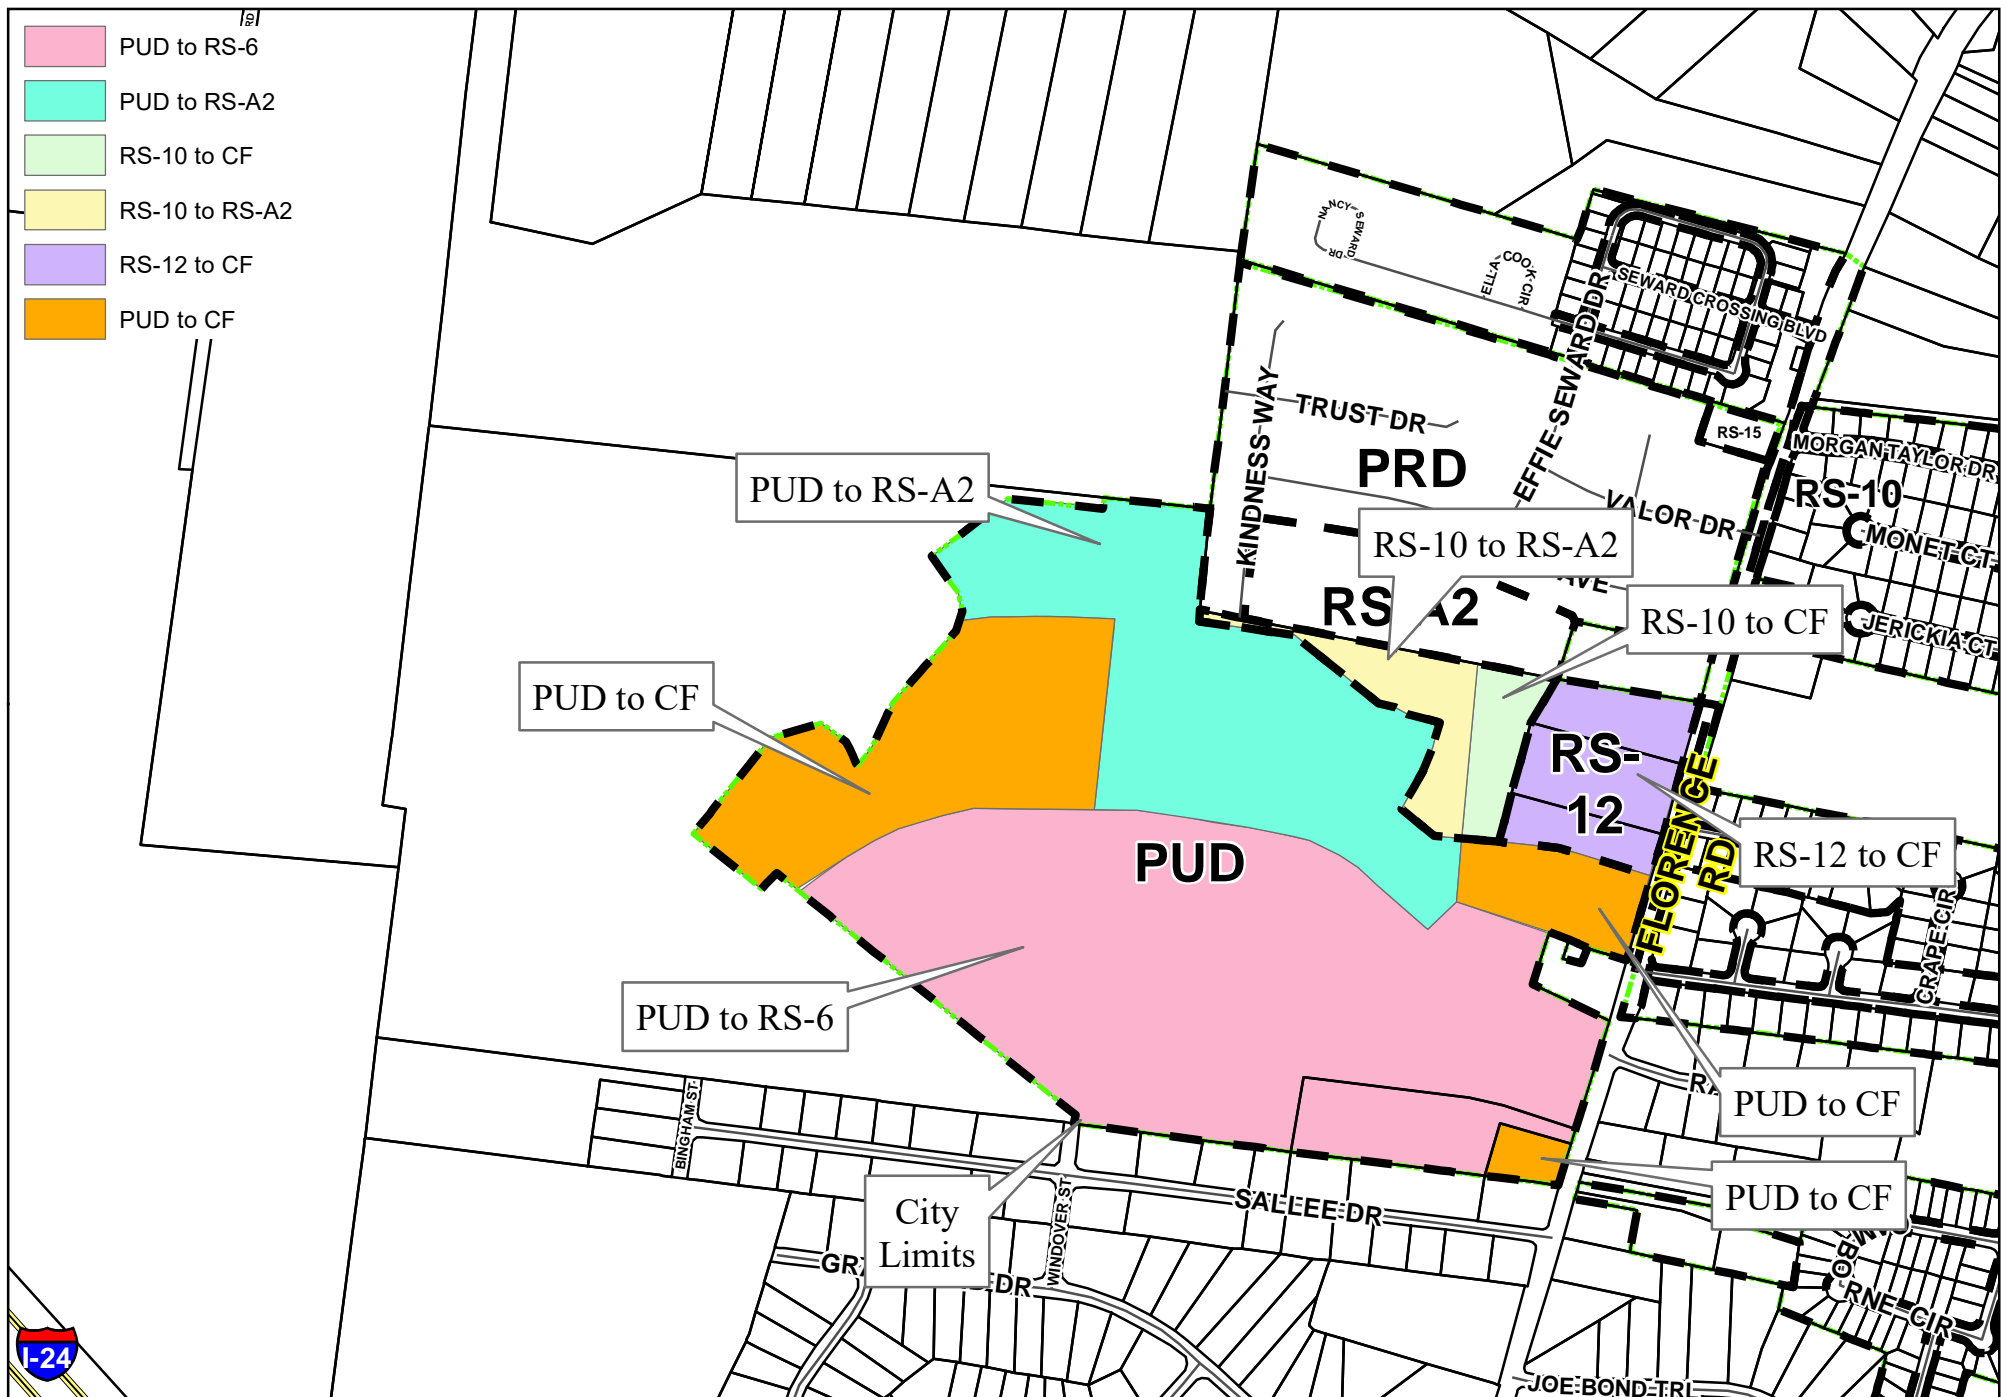 RD
PUD to RS-6
PUD to RS-A2
RS-10 to CF
RS-10 to RS-A2
RS-12 to CF
PUD to CF
NANCY SEWARD DR
ELLA COOK CIR
SEWARD CROSSING BLVD
EFFIE SEWARD DR
KINDNESS WAY
TRUST DR
PRD
RS-15
MORGAN TAYLOR DR
RS-10
VALOR DR
MONET CT
PUD to RS-A2
RS-10 to RS-A2
AVE
RS-A2
RS-10 to CF
JERICKIA CT
PUD to CF
RS-
12
FLORENCE
RD
PUD
RS-12 to CF
CRAPE CIR
PUD to RS-6
BINGHAM ST
PUD to CF
PUD to CF
City
Limits
WINDOVER ST
SALLEE DR
DR
RNE CIR
I-24
JOE BOND TRL